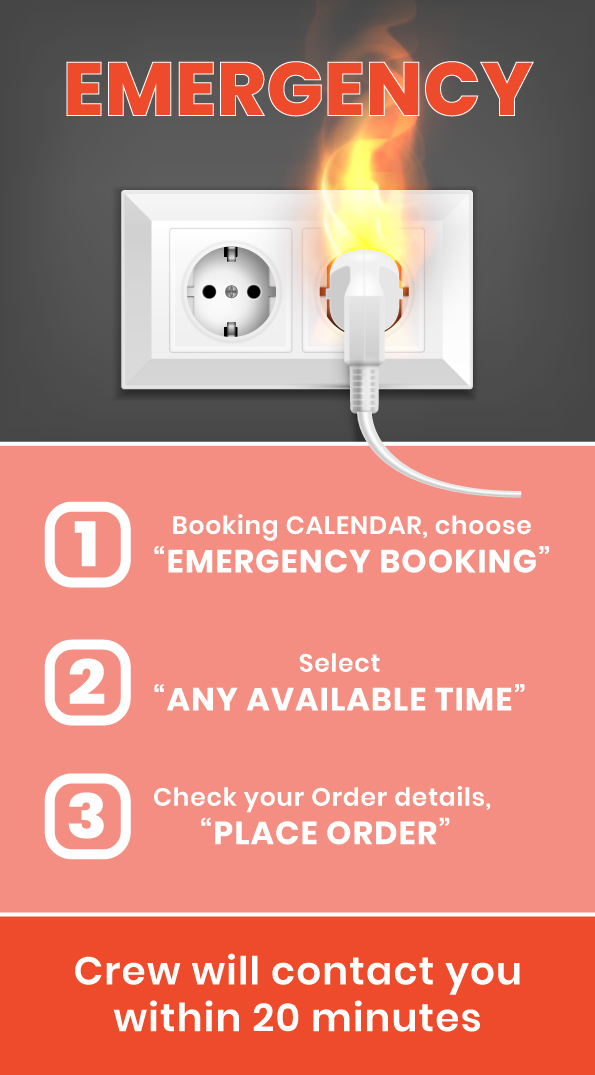 EMERGENCY
1
Booking CALENDAR, choose
“EMERGENCY BOOKING”
2
Select
“ANY AVAILABLE TIME”
3
Check your Order details,
“PLACE ORDER”
Crew will contact you
within 20 minutes